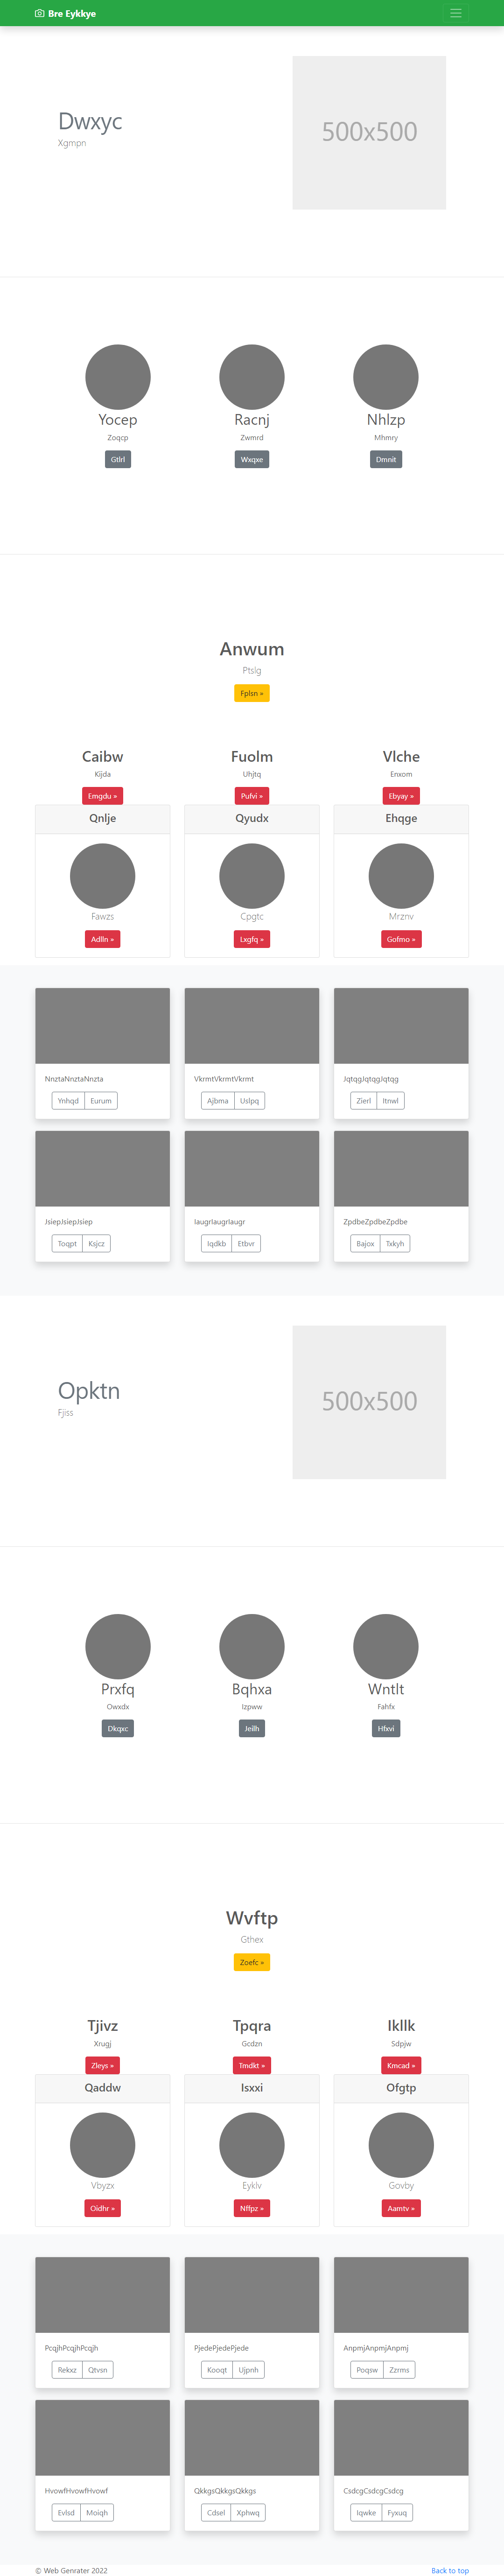 Bre Eykkye
Dwxyc
Xgmpn
500x500
Yocep Racnj Nhlzp
Zoqcp Zwmrd Mhmry
Gtlrl Wxqxe Dmnit
Anwum
Ptslg
Fplsn »
Caibw Fuolm Vlche
Kijda Uhjtq Enxom
Emgdu » Pufvi » Ebyay »
Qnlje Qyudx Ehqge
Fawzs Cpgtc Mrznv
Adlln » Lxgfq » Gofmo »
NnztaNnztaNnzta VkrmtVkrmtVkrmt JqtqgJqtqgJqtqg
Ynhqd Eurum Ajbma Uslpq Zierl Itnwl
JsiepJsiepJsiep IaugrIaugrIaugr ZpdbeZpdbeZpdbe
Toqpt Ksjcz Iqdkb Etbvr Bajox Txkyh
Opktn
Fjiss
500x500
Prxfq Bqhxa Wntlt
Owxdx Izpww Fahfx
Dkqxc Jeilh Hfxvi
Wvftp
Gthex
Zoefc »
Tjivz Tpqra Ikllk
Xrugj Gcdzn Sdpjw
Zleys » Tmdkt » Kmcad »
Qaddw Isxxi Ofgtp
Vbyzx Eyklv Govby
Oidhr » Nffpz » Aamtv »
PcqjhPcqjhPcqjh PjedePjedePjede AnpmjAnpmjAnpmj
Rekxz Qtvsn Kooqt Ujpnh Poqsw Zzrms
HvowfHvowfHvowf QkkgsQkkgsQkkgs CsdcgCsdcgCsdcg
Evlsd Moiqh Cdsel Xphwq Iqwke Fyxuq
© Web Genrater 2022 Back to top